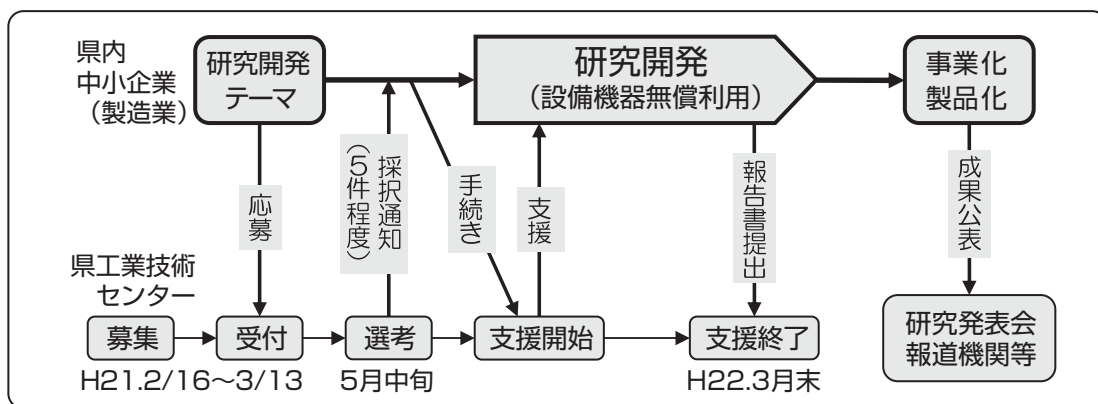 県内
中小企業
（製造業）
研究開発
テーマ
研究開発
（設備機器無償利用）
事業化
製品化
応募
採択通知
（5件程度）
手続き
支援
報告書提出
成果公表
県工業技術
センター
募集
受付
選考
支援開始
支援終了
研究発表会
報道機関等
H21.2/16～3/13
5月中旬
H22.3月末